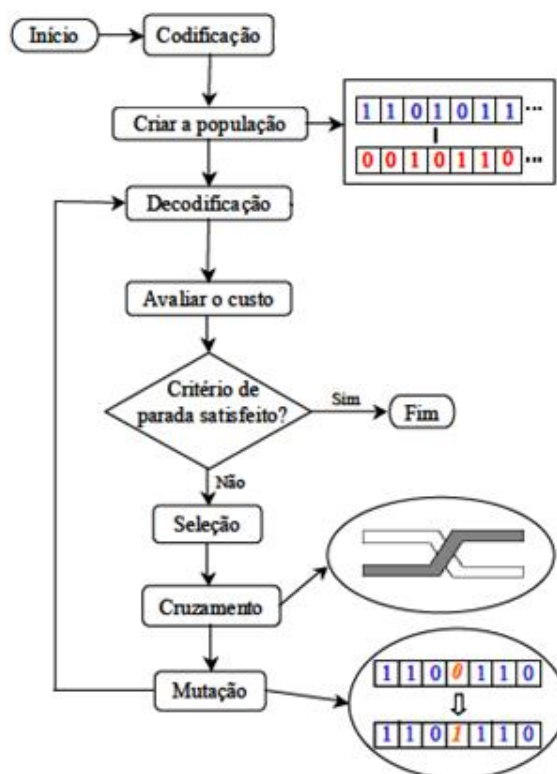 Início
Codificação
Criar a população
1 1 0 1 0 1 1 ...
0 0 1 0 1 1 0 ...
Decodificação
Avaliar o custo
Critério de
parada satisfeito?
Sim
Fim
Não
Seleção
Cruzamento
Mutação
1 1 0 0 1 1 0
1 1 0 1 1 1 0